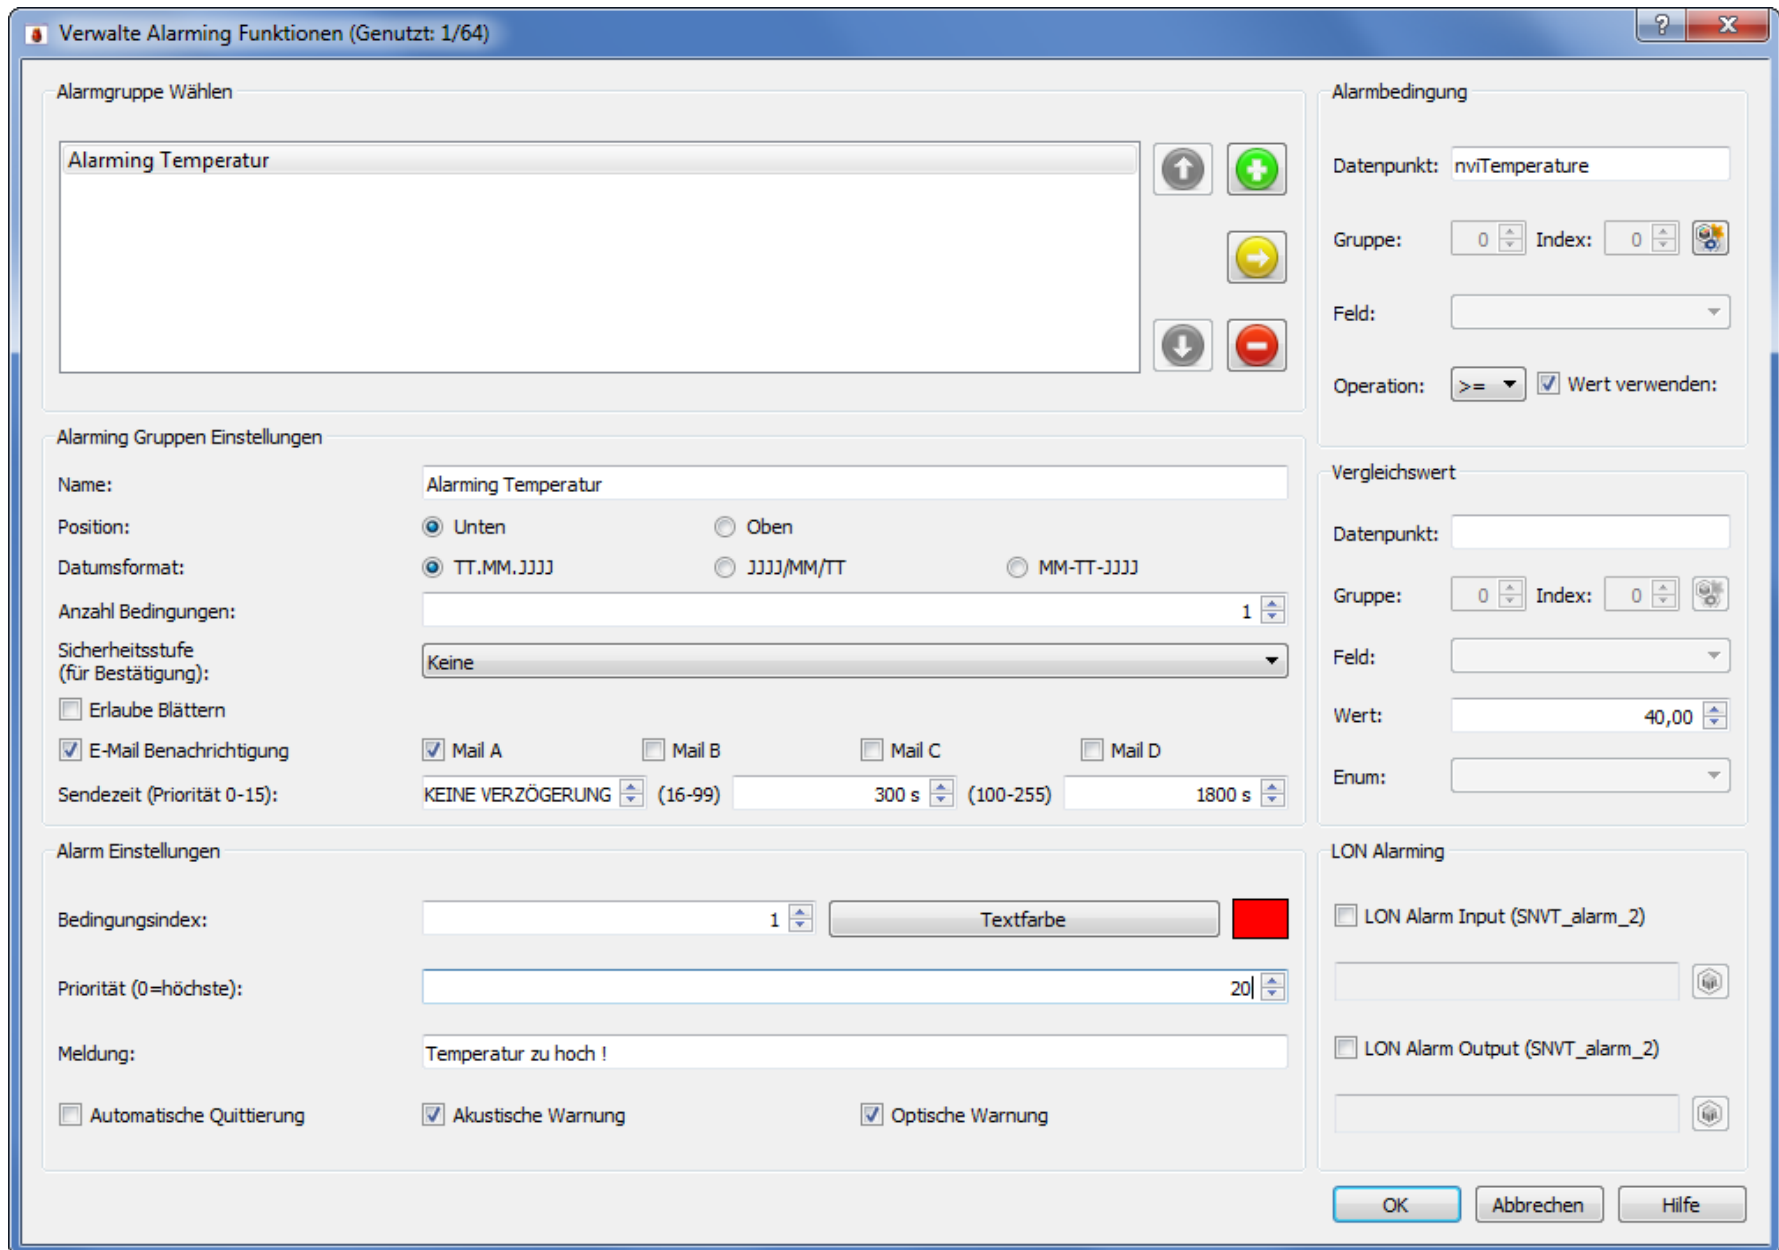 Verwalte Alarming Funktionen (Genutzt: 1/64)
?
Alarmgruppe Wählen
Alarming Temperatur
Alarming Gruppen Einstellungen
Name: Alarming Temperatur
Position: Unten Oben
Datumsformat: TT.MM.JJJJ JJJJ/MM/TT MM-TT-JJJJ
Anzahl Bedingungen: 1
Sicherheitsstufe
(für Bestätigung): Keine
Erlaube Blättern
E-Mail Benachrichtigung Mail A Mail B Mail C Mail D
Sendezeit (Priorität 0-15): KEINE VERZÖGERUNG (16-99) 300 s (100-255) 1800 s
Alarm Einstellungen
Bedingungsindex: 1 Textfarbe
Priorität (0=höchste): 20
Meldung: Temperatur zu hoch !
Automatische Quittierung Akustische Warnung Optische Warnung
Alarmbedingung
Datenpunkt: nviTemperature
Gruppe: 0 Index: 0
Feld:
Operation: >= Wert verwenden:
Vergleichswert
Datenpunkt:
Gruppe: 0 Index: 0
Feld:
Wert: 40,00
Enum:
LON Alarming
LON Alarm Input (SNVT_alarm_2)
LON Alarm Output (SNVT_alarm_2)
OK Abbrechen Hilfe